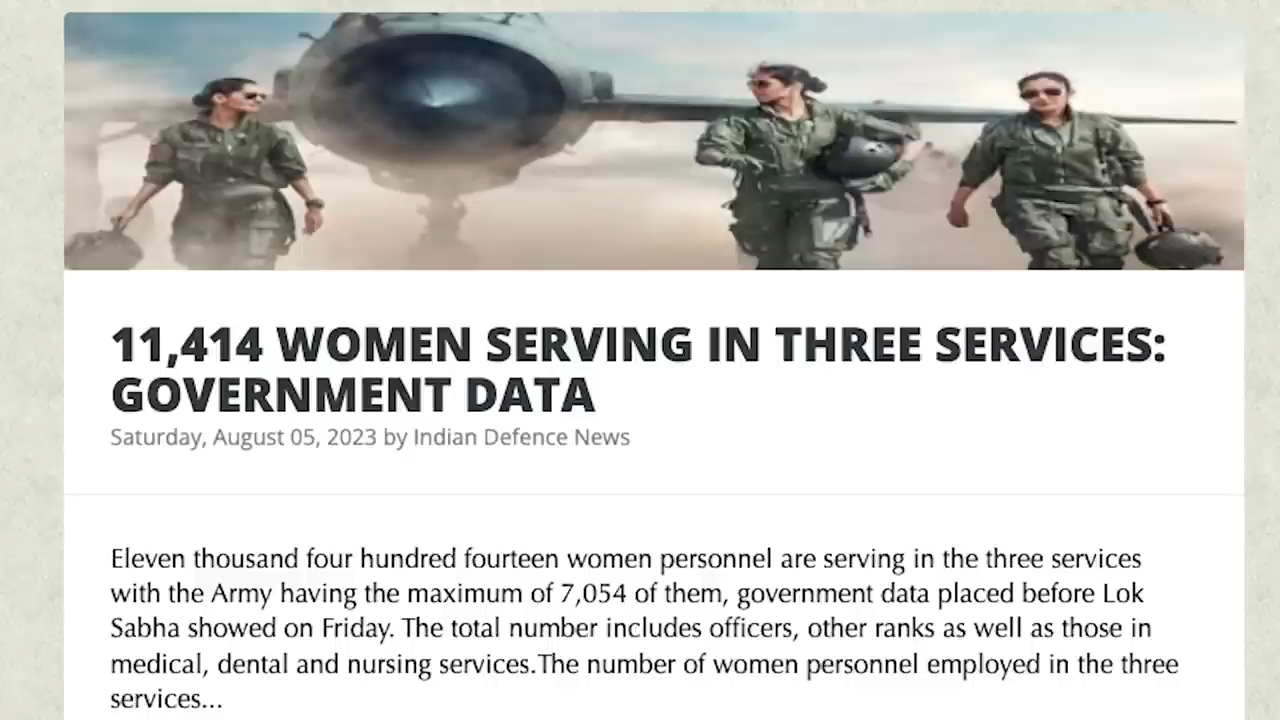 11,414 WOMEN SERVING IN THREE SERVICES:
GOVERNMENT DATA
Saturday, August 05, 2023 by Indian Defence News
Eleven thousand four hundred fourteen women personnel are serving in the three services
with the Army having the maximum of 7,054 of them, government data placed before Lok
Sabha showed on Friday. The total number includes officers, other ranks as well as those in
medical, dental and nursing services.The number of women personnel employed in the three
services...